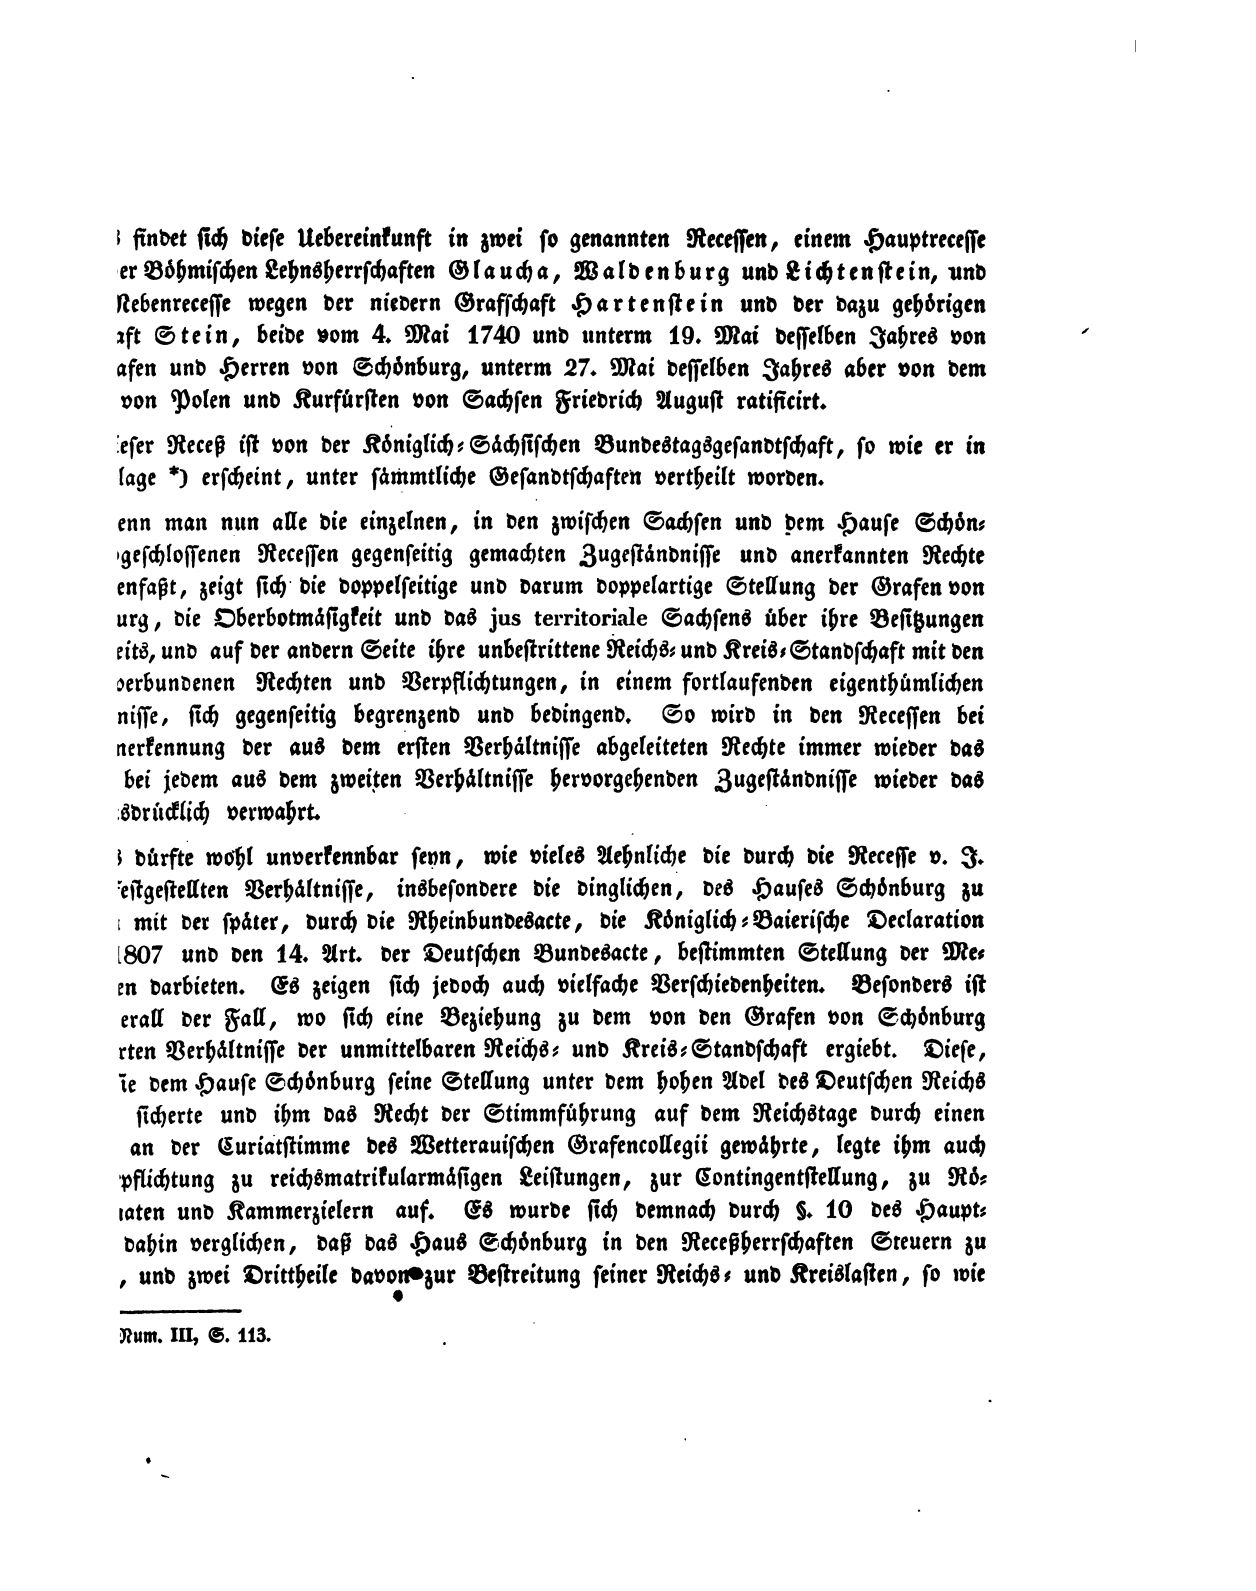 findet sich diese Uebereinkunft in zwei so genannten Recessen, einem Hauptrecesse
er Böhmischen Lehnsherrschaften Glaucha, Waldenburg und Lichtenstein, und
Nebenrecesse wegen der niedern Grafschaft Hartenstein und der dazu gehörigen
aft Stein, beide vom 4. Mai 1740 und unterm 19. Mai desselben Jahres von
afen und Herren von Schönburg, unterm 27. Mai desselben Jahres aber von dem
von Polen und Kurfürsten von Sachsen Friedrich August ratificirt.
eser Receß ist von der Königlich-Sächsischen Bundestagsgesandtschaft, so wie er in
lage *) erscheint, unter sämmtliche Gesandtschaften vertheilt worden.
enn man nun alle die einzelnen, in den zwischen Sachsen und dem Hause Schön-
geschlossenen Recessen gegenseitig gemachten Zugeständnisse und anerkannten Rechte
enfaßt, zeigt sich die doppelseitige und darum doppelartige Stellung der Grafen von
urg, die Oberbotmäsigkeit und das jus territoriale Sachsens über ihre Besitzungen
eits, und auf der andern Seite ihre unbestrittene Reichs- und Kreis-Standschaft mit den
verbundenen Rechten und Verpflichtungen, in einem fortlaufenden eigenthümlichen
nisse, sich gegenseitig begrenzend und bedingend. So wird in den Recessen bei
nerkennung der aus dem ersten Verhältnisse abgeleiteten Rechte immer wieder das
bei jedem aus dem zweiten Verhältnisse hervorgehenden Zugeständnisse wieder das
sdrücklich verwahrt.
dürfte wohl unverkennbar seyn, wie vieles Aehnliche die durch die Recesse v. J.
estgestellten Verhältnisse, insbesondere die dinglichen, des Hauses Schönburg zu
mit der später, durch die Rheinbundesacte, die Königlich-Baierische Declaration
1807 und den 14. Art. der Deutschen Bundesacte, bestimmten Stellung der Me-
en darbieten. Es zeigen sich jedoch auch vielfache Verschiedenheiten. Besonders ist
erall der Fall, wo sich eine Beziehung zu dem von den Grafen von Schönburg
rten Verhältnisse der unmittelbaren Reichs- und Kreis-Standschaft ergiebt. Diese,
ie dem Hause Schönburg seine Stellung unter dem hohen Adel des Deutschen Reichs
sicherte und ihm das Recht der Stimmführung auf dem Reichstage durch einen
an der Curiatstimme des Wetterauischen Grafencollegii gewährte, legte ihm auch
pflichtung zu reichsmatrikularmäsigen Leistungen, zur Contingentstellung, zu Rö-
naten und Kammerzielern auf. Es wurde sich demnach durch §. 10 des Haupt-
dahin verglichen, daß das Haus Schönburg in den Receßherrschaften Steuern zu
, und zwei Drittheile davon zur Bestreitung seiner Reichs- und Kreislasten, so wie
Num. III, S. 113.